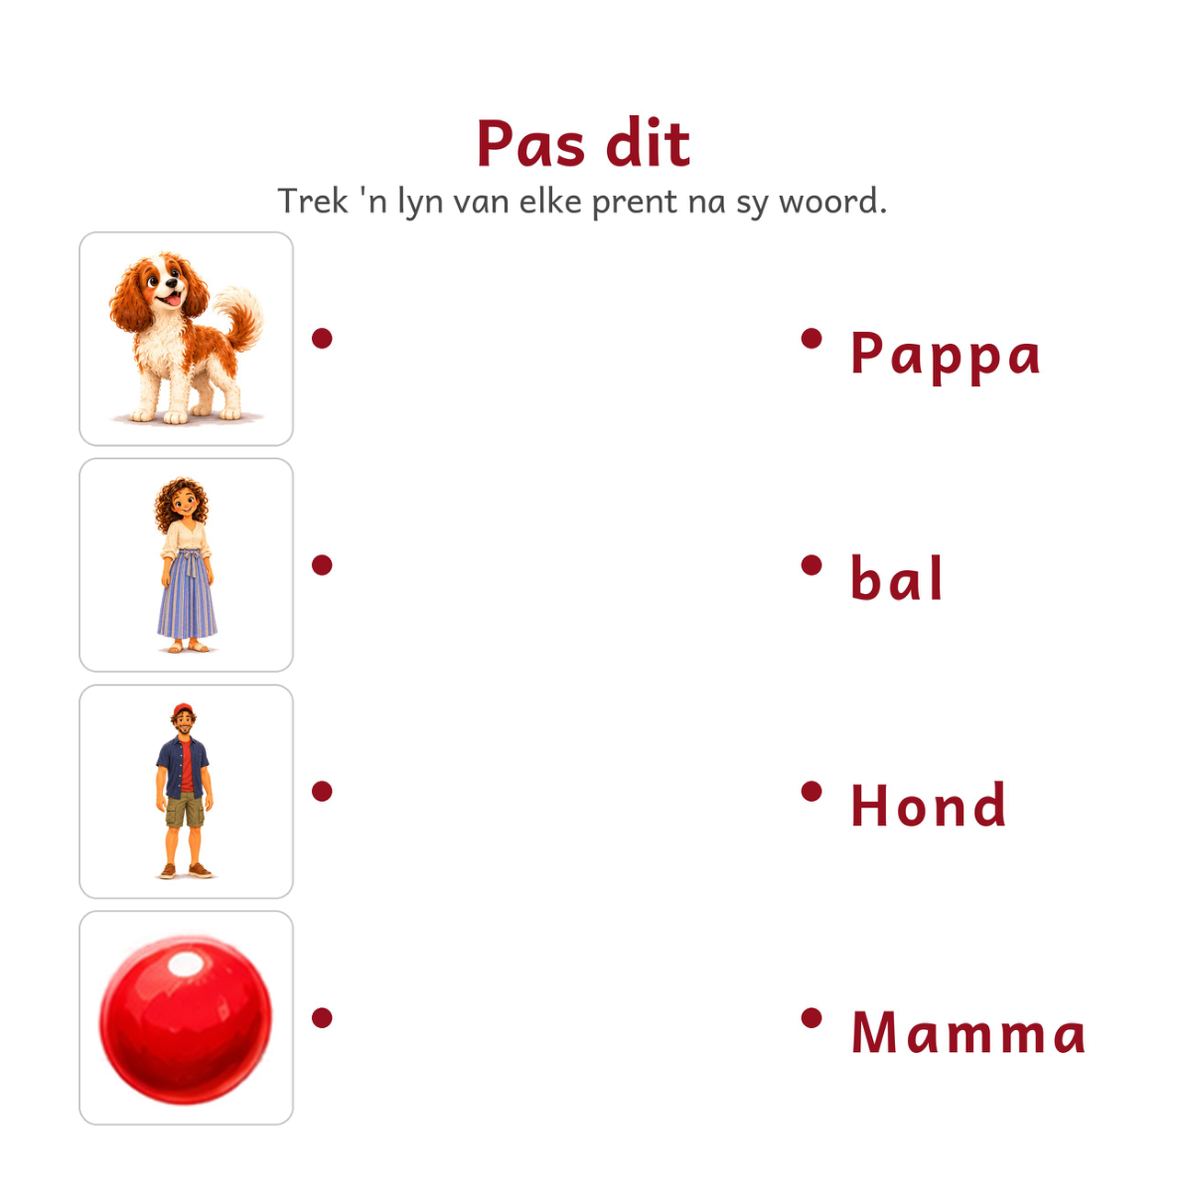 Pas dit
Trek 'n lyn van elke prent na sy woord.
Pappa
bal
Hond
Mamma